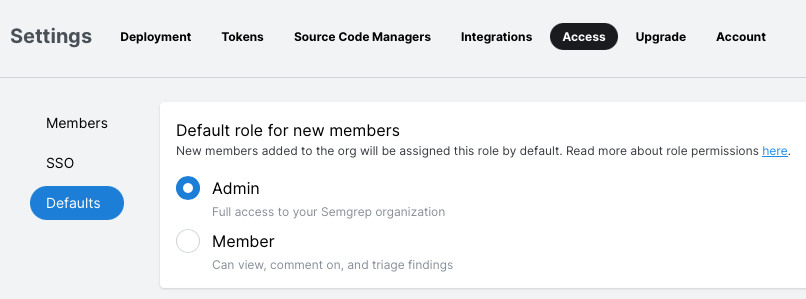 Settings Deployment Tokens Source Code Managers Integrations Access Upgrade Account
Members
SSO
Defaults
Default role for new members
New members added to the org will be assigned this role by default. Read more about role permissions here.
Admin
Full access to your Semgrep organization
Member
Can view, comment on, and triage findings